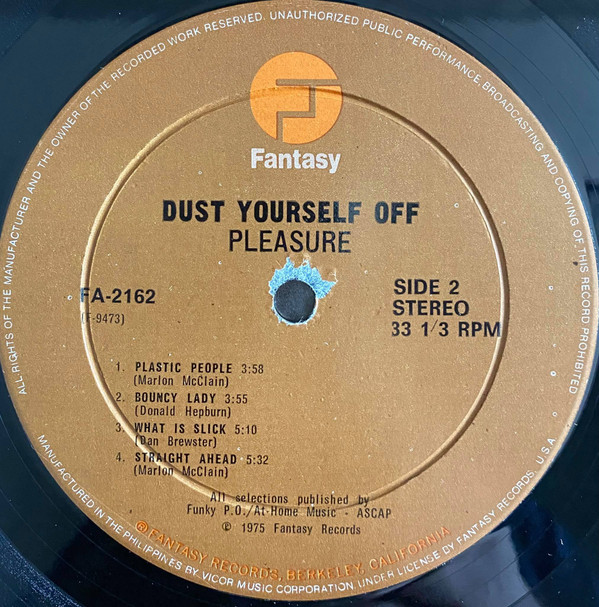 ALL RIGHTS OF THE MANUFACTURER AND THE OWNER OF THE RECORDED WORK RESERVED. UNAUTHORIZED PUBLIC PERFORMANCE, BROADCASTING AND COPYING OF THIS RECORD PROHIBITED
F
Fantasy
DUST YOURSELF OFF
PLEASURE
FA-2162
(F-9473)
SIDE 2
STEREO
33 1/3 RPM
1. PLASTIC PEOPLE 3:58
(Marlon McClain)
2. BOUNCY LADY 3:55
(Donald Hepburn)
3. WHAT IS SLICK 5:10
(Dan Brewster)
4. STRAIGHT AHEAD 5:32
(Marlon McClain)
All selections published by
Funky P.O./At-Home Music - ASCAP
© 1975 Fantasy Records
℗ FANTASY RECORDS, BERKELEY, CALIFORNIA
MANUFACTURED IN THE PHILIPPINES BY VICOR MUSIC CORPORATION UNDER LICENSE BY FANTASY RECORDS, U.S.A